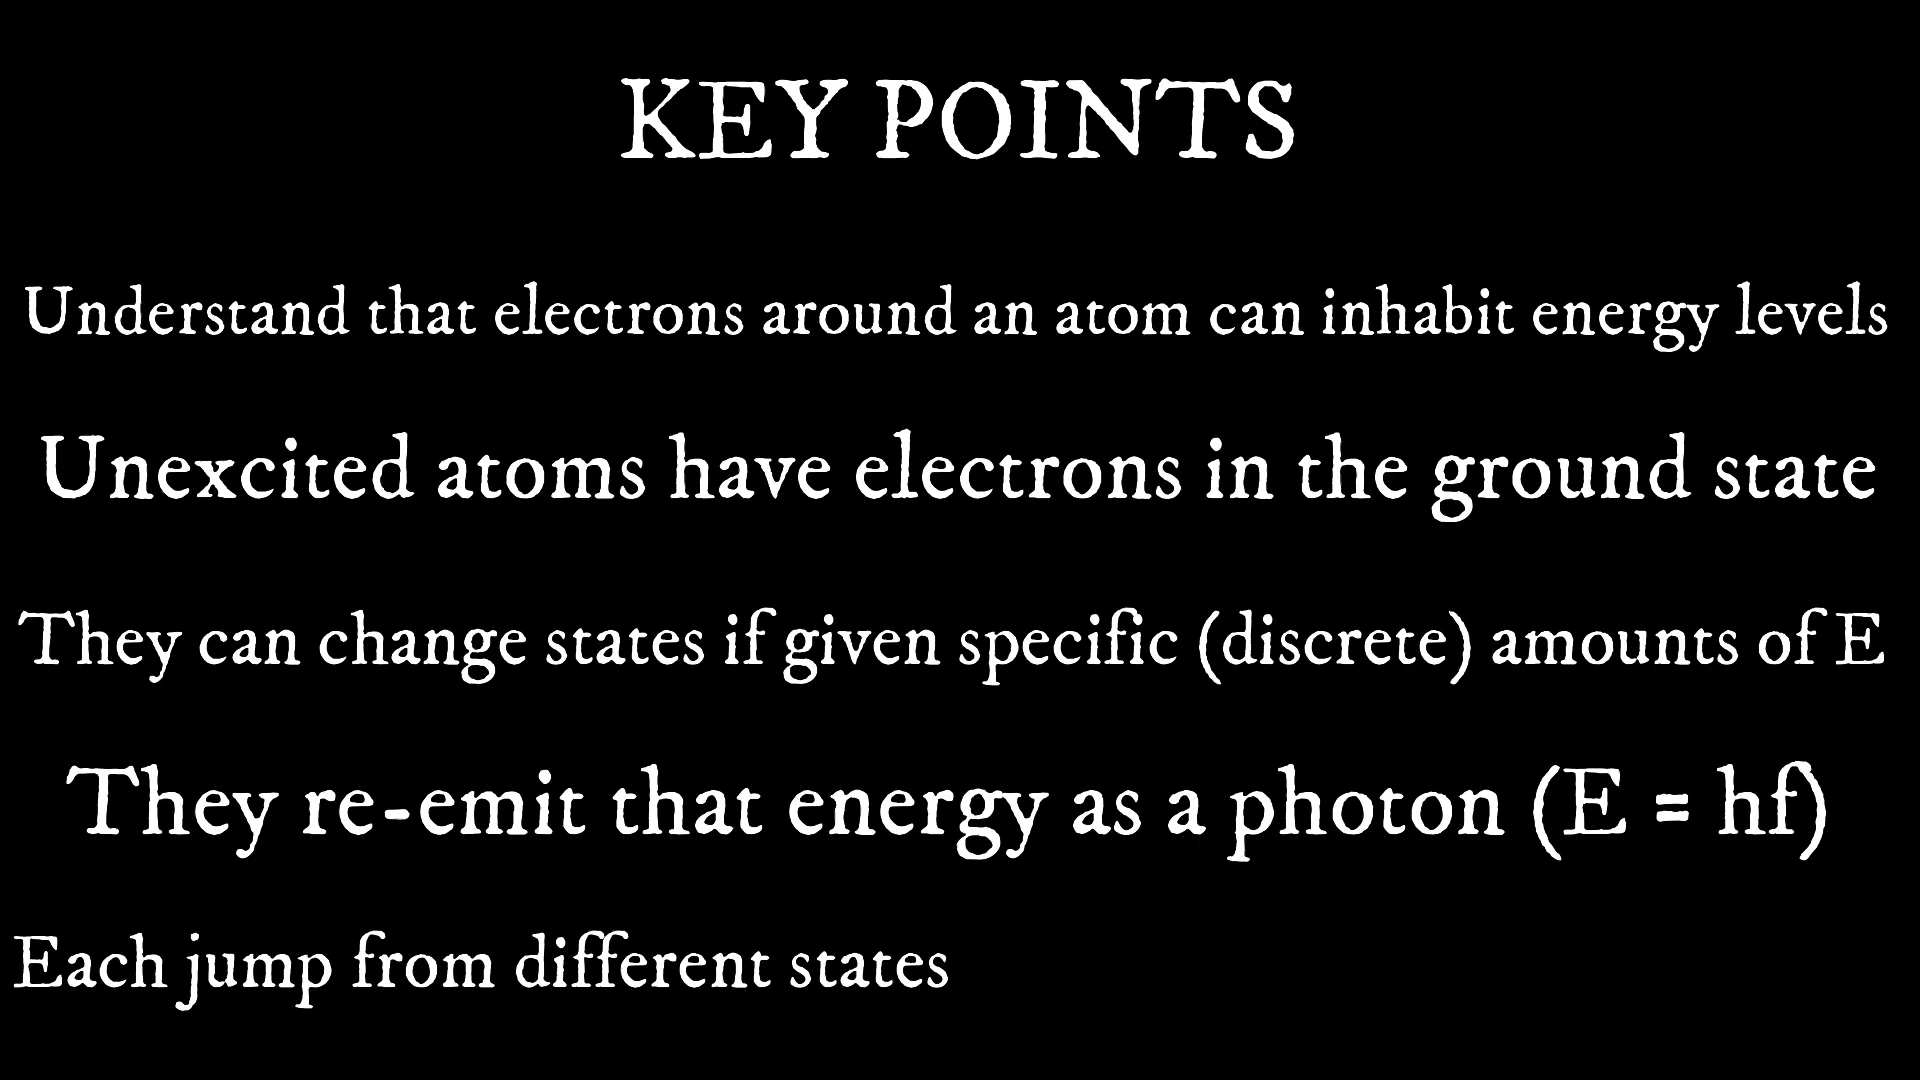 KEY POINTS
Understand that electrons around an atom can inhabit energy levels
Unexcited atoms have electrons in the ground state
They can change states if given specific (discrete) amounts of E
They re-emit that energy as a photon (E = hf)
Each jump from different states